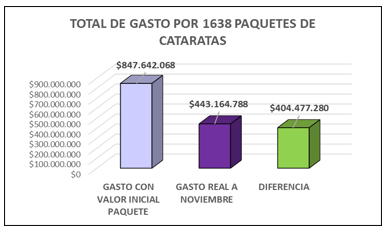 TOTAL DE GASTO POR 1638 PAQUETES DE
CATARATAS
$847.642.068
$443.164.788
$404.477.280
$900.000.000
$800.000.000
$700.000.000
$600.000.000
$500.000.000
$400.000.000
$300.000.000
$200.000.000
$100.000.000
$0
GASTO CON
VALOR INICIAL
PAQUETE
GASTO REAL A
NOVIEMBRE
DIFERENCIA